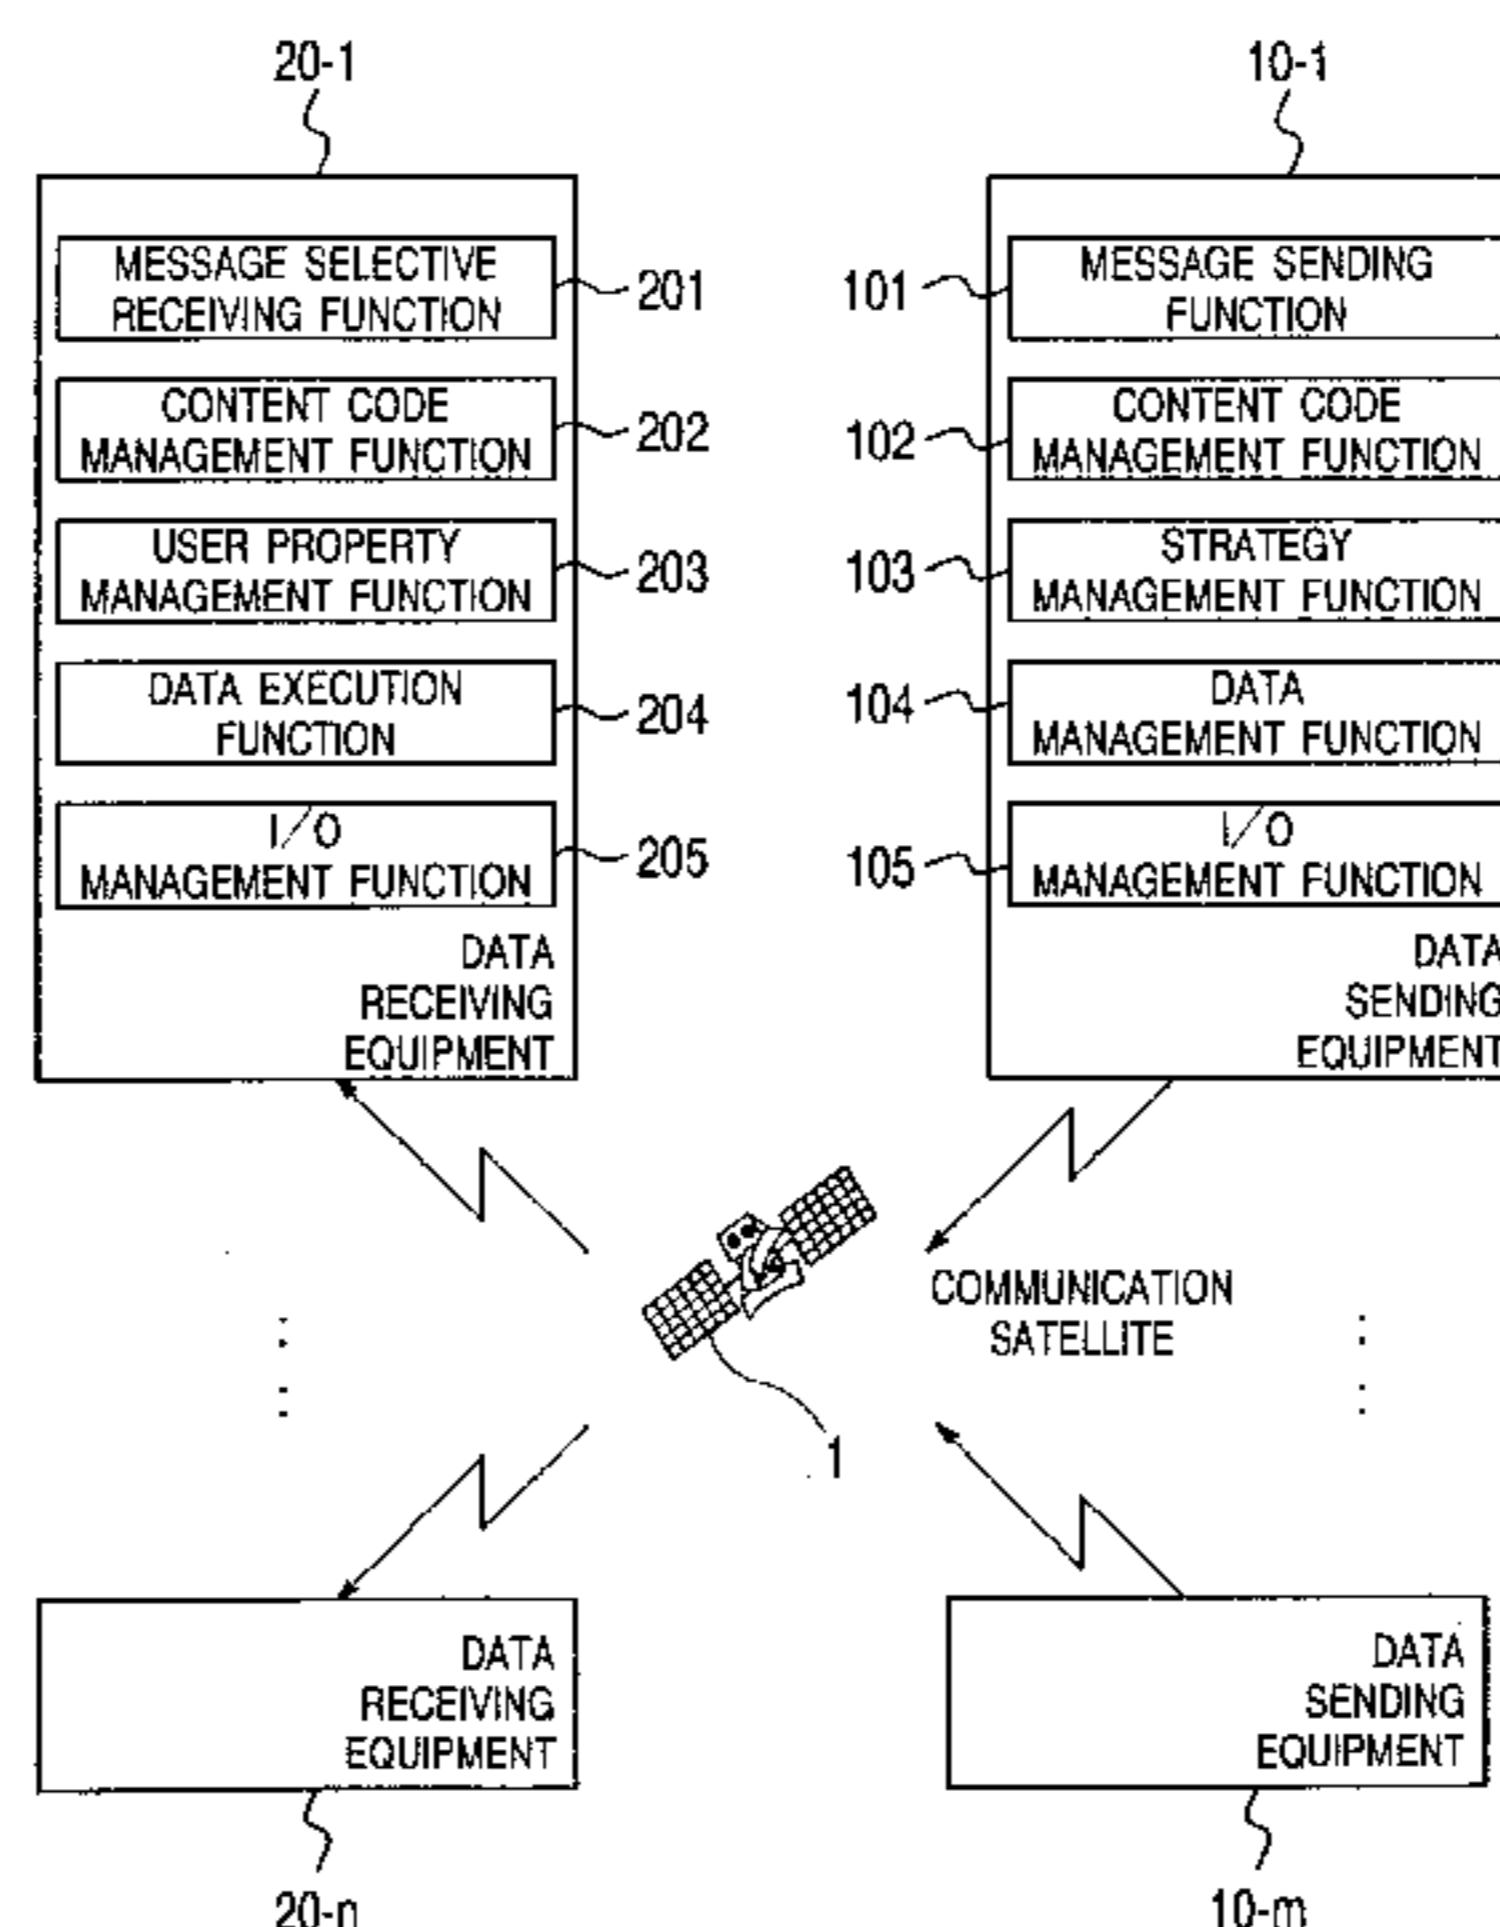 20-1
10-1
MESSAGE SELECTIVE
RECEIVING FUNCTION
201
CONTENT CODE
MANAGEMENT FUNCTION
202
USER PROPERTY
MANAGEMENT FUNCTION
203
DATA EXECUTION
FUNCTION
204
I/O
MANAGEMENT FUNCTION
205
DATA
RECEIVING
EQUIPMENT
101
MESSAGE SENDING
FUNCTION
102
CONTENT CODE
MANAGEMENT FUNCTION
103
STRATEGY
MANAGEMENT FUNCTION
104
DATA
MANAGEMENT FUNCTION
105
I/O
MANAGEMENT FUNCTION
DATA
SENDING
EQUIPMENT
COMMUNICATION
SATELLITE
1
DATA
RECEIVING
EQUIPMENT
20-n
DATA
SENDING
EQUIPMENT
10-m